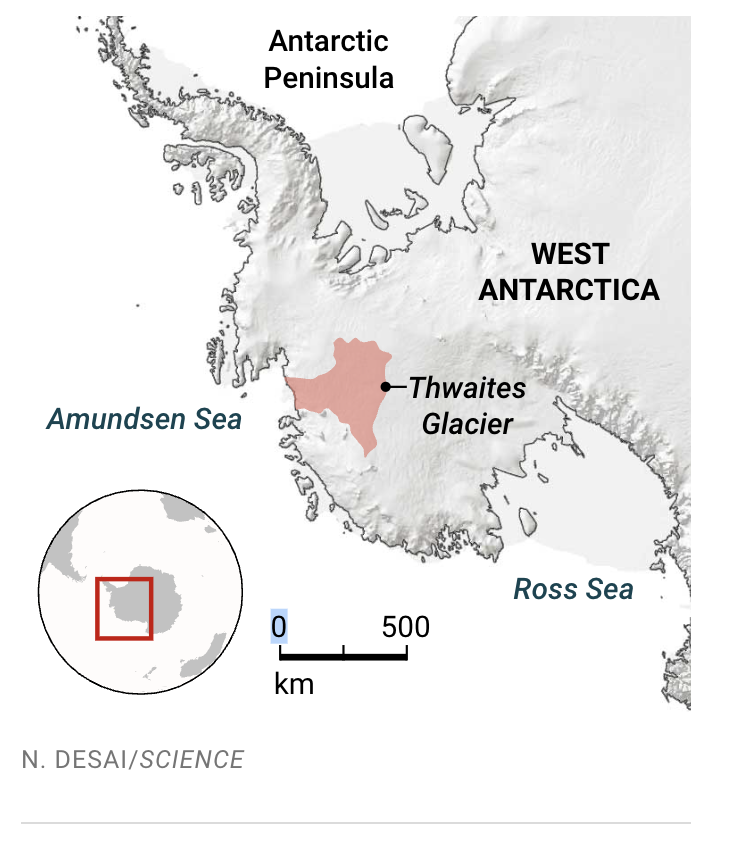 Antarctic
Peninsula
WEST
ANTARCTICA
Thwaites
Glacier
Amundsen Sea
Ross Sea
0 500
km
N. DESAI/SCIENCE